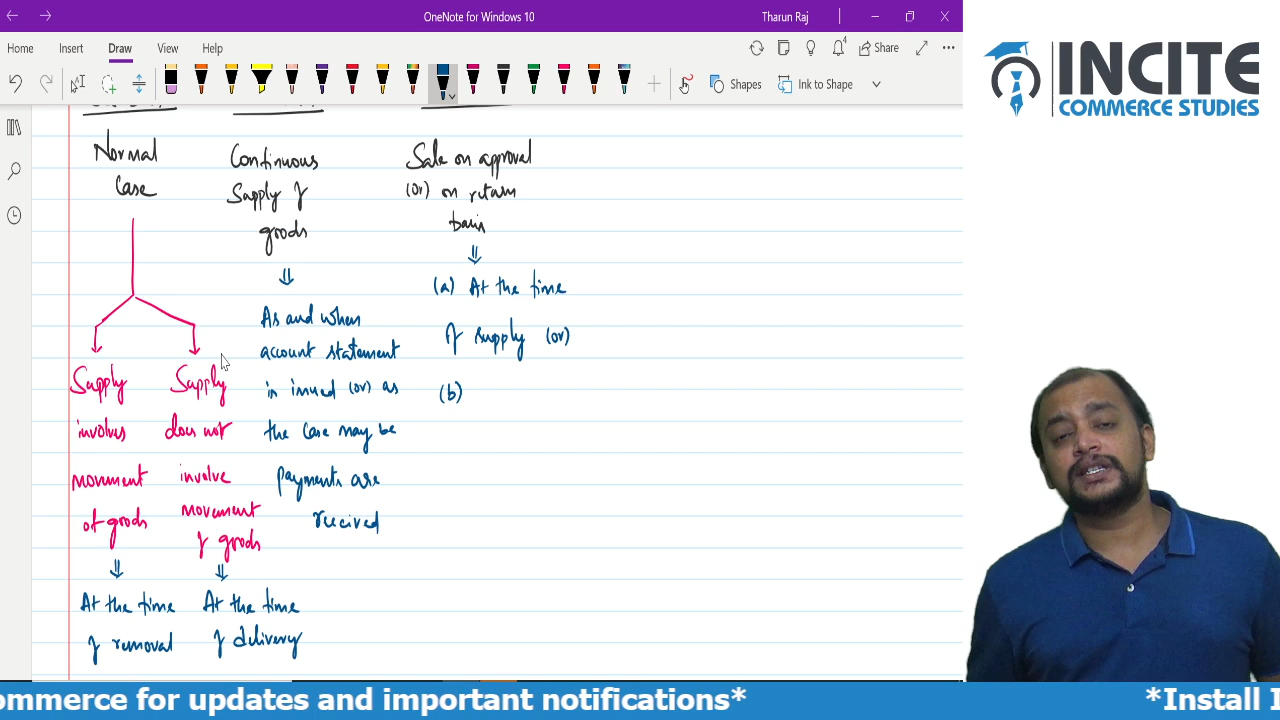 OneNote for Windows 10
Tharun Raj
Home
Insert
Draw
View
Help
4
Share
Shapes
Ink to Shape
INCITE
COMMERCE STUDIES
Normal
Case
Supply
involves
movement
of goods
At the time
of removal
Supply
does not
involve
movement
of goods
At the time
of delivery
Continuous
Supply of
goods
As and when
account statement
is issued (or) as
the case may be
payments are
recived
Sale on approval
(or) on return
basis
(a) At the time
of supply (or)
(b)
ommerce for updates and important notifications*
*Install I